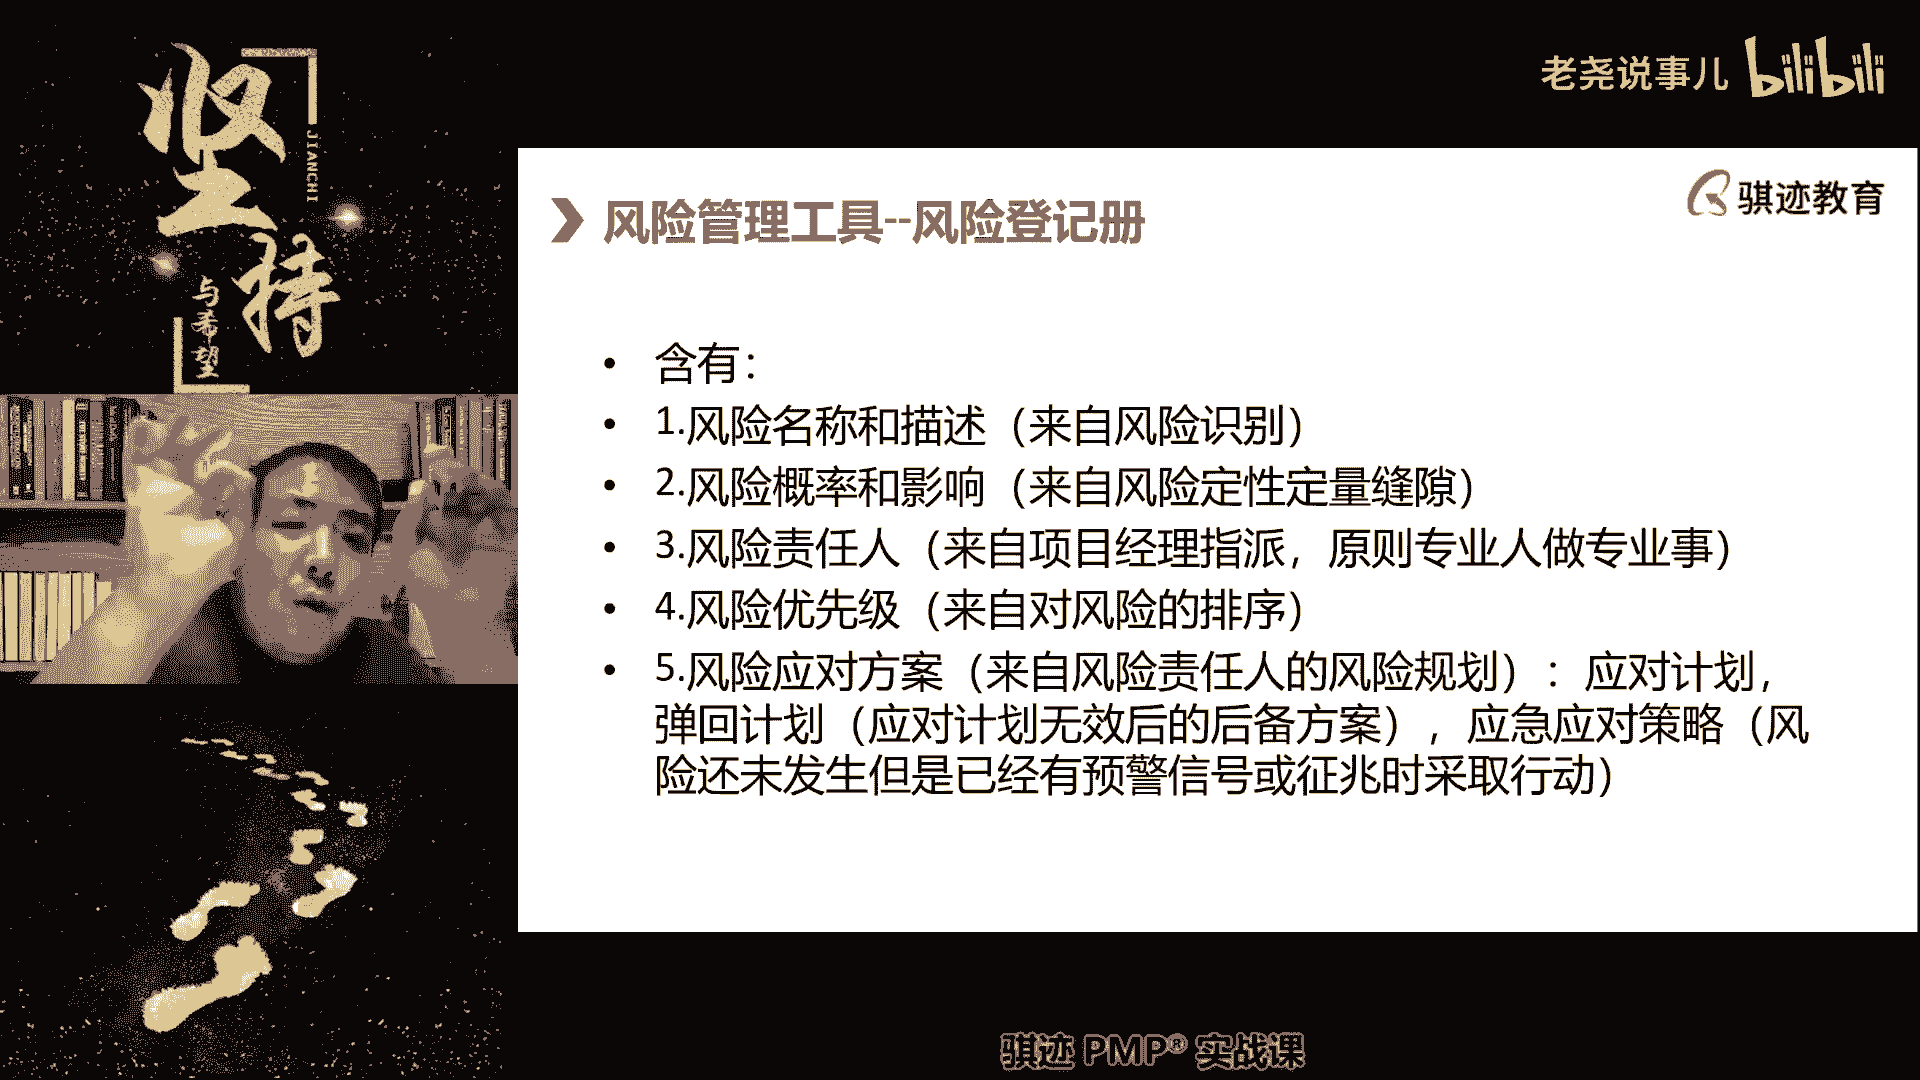 坚持
JIANCHI
与希望
老尧说事儿 bilibili
骐迹教育
风险管理工具--风险登记册
• 含有：
• 1.风险名称和描述（来自风险识别）
• 2.风险概率和影响（来自风险定性定量缝隙）
• 3.风险责任人（来自项目经理指派，原则专业人做专业事）
• 4.风险优先级（来自对风险的排序）
• 5.风险应对方案（来自风险责任人的风险规划）：应对计划，
弹回计划（应对计划无效后的后备方案），应急应对策略（风
险还未发生但是已经有预警信号或征兆时采取行动）
骐迹 PMP® 实战课